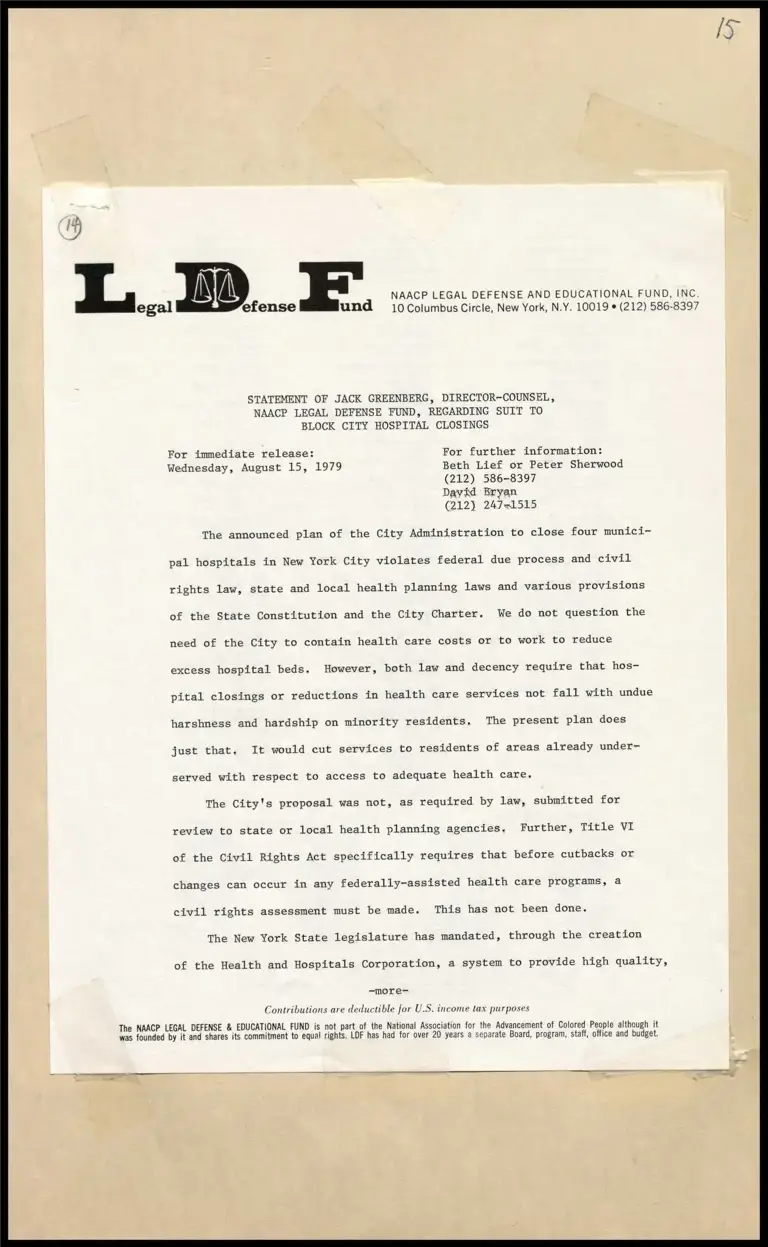 15
14
Legal Defense Fund
NAACP LEGAL DEFENSE AND EDUCATIONAL FUND, INC.
10 Columbus Circle, New York, N.Y. 10019 • (212) 586-8397
STATEMENT OF JACK GREENBERG, DIRECTOR-COUNSEL,
NAACP LEGAL DEFENSE FUND, REGARDING SUIT TO
BLOCK CITY HOSPITAL CLOSINGS
For immediate release:
Wednesday, August 15, 1979
For further information:
Beth Lief or Peter Sherwood
(212) 586-8397
David Bryan
(212) 247-1515
The announced plan of the City Administration to close four munici-
pal hospitals in New York City violates federal due process and civil
rights law, state and local health planning laws and various provisions
of the State Constitution and the City Charter. We do not question the
need of the City to contain health care costs or to work to reduce
excess hospital beds. However, both law and decency require that hos-
pital closings or reductions in health care services not fall with undue
harshness and hardship on minority residents. The present plan does
just that. It would cut services to residents of areas already under-
served with respect to access to adequate health care.
The City's proposal was not, as required by law, submitted for
review to state or local health planning agencies. Further, Title VI
of the Civil Rights Act specifically requires that before cutbacks or
changes can occur in any federally-assisted health care programs, a
civil rights assessment must be made. This has not been done.
The New York State legislature has mandated, through the creation
of the Health and Hospitals Corporation, a system to provide high quality,
-more-
Contributions are deductible for U.S. income tax purposes
The NAACP LEGAL DEFENSE & EDUCATIONAL FUND is not part of the National Association for the Advancement of Colored People although it
was founded by it and shares its commitment to equal rights. LDF has had for over 20 years a separate Board, program, staff, office and budget.